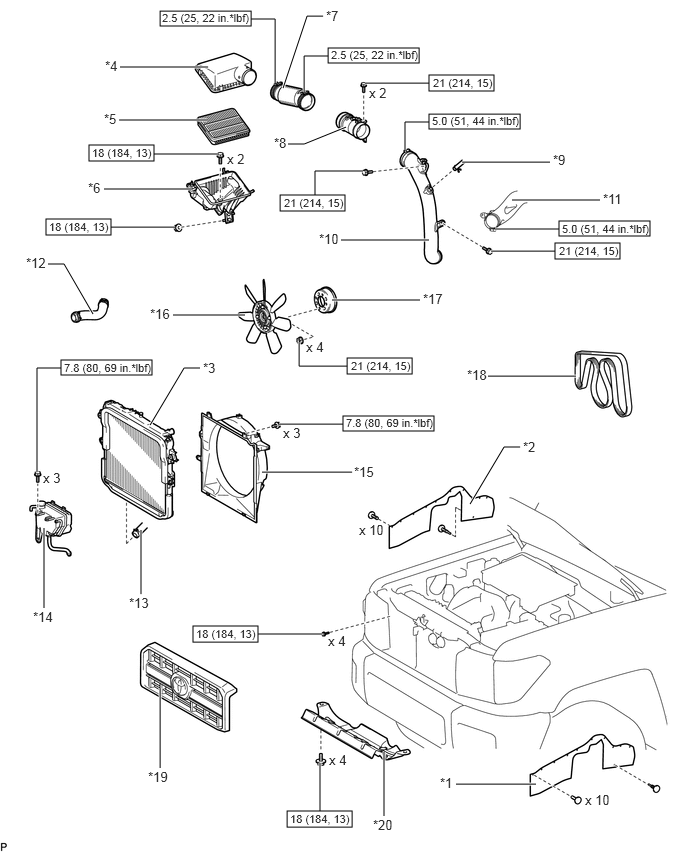 2.5 (25, 22 in.*lbf)
*7
2.5 (25, 22 in.*lbf)
*4
21 (214, 15)
x 2
*5
*8
5.0 (51, 44 in.*lbf)
18 (184, 13)
x 2
*9
*6
21 (214, 15)
*11
18 (184, 13)
5.0 (51, 44 in.*lbf)
*10
21 (214, 15)
*12
*16
*17
x 4
7.8 (80, 69 in.*lbf)
*3
21 (214, 15)
*18
7.8 (80, 69 in.*lbf)
x 3
*2
*15
x 3
x 10
*13
*14
18 (184, 13)
x 4
*19
x 4
*1
x 10
18 (184, 13)
*20
P